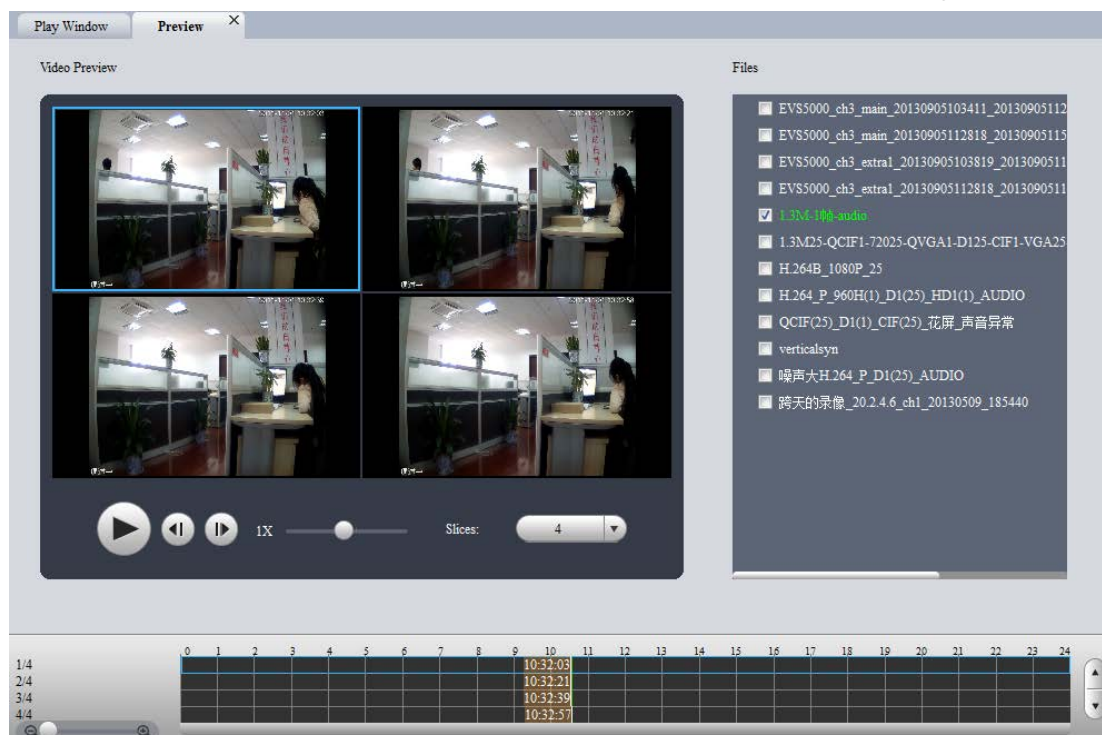 Play Window
Preview
Video Preview
Files
EVS5000_ch3_main_20130905103411_20130905112
EVS5000_ch3_main_20130905112818_20130905115
EVS5000_ch3_extra1_20130905103819_2013090511
EVS5000_ch3_extra1_20130905112818_2013090511
1.3M-1帧-audio
1.3M25-QCIF1-72025-QVGA1-D125-CIF1-VGA25
H.264B_1080P_25
H.264_P_960H(1)_D1(25)_HD1(1)_AUDIO
QCIF(25)_D1(1)_CIF(25)_花屏_声音异常
verticalsyn
噪声大H.264_P_D1(25)_AUDIO
跨天的录像_20.2.4.6_ch1_20130509_185440
1X
Slices:
4
0 1 2 3 4 5 6 7 8 9 10 11 12 13 14 15 16 17 18 19 20 21 22 23 24
1/4 10:32:03
2/4 10:32:21
3/4 10:32:39
4/4 10:32:57